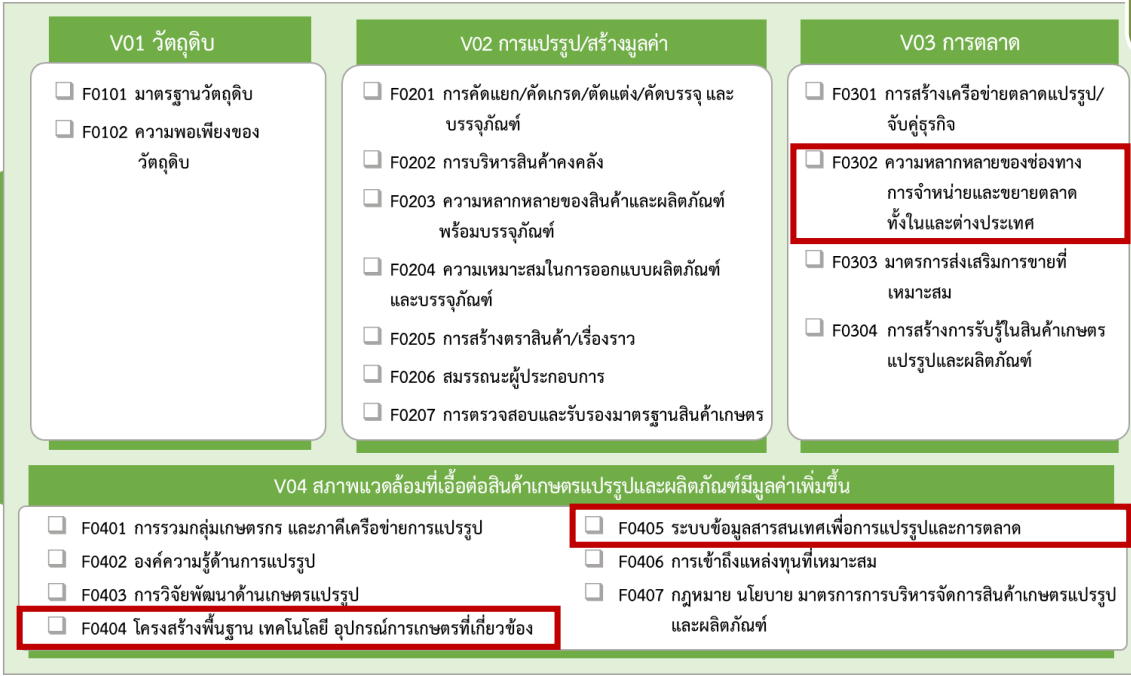 V01 วัตถุดิบ
F0101 มาตรฐานวัตถุดิบ
F0102 ความพอเพียงของ
วัตถุดิบ
V02 การแปรรูป/สร้างมูลค่า
F0201 การคัดแยก/คัดเกรด/ตัดแต่ง/คัดบรรจุ และ
บรรจุภัณฑ์
F0202 การบริหารสินค้าคงคลัง
F0203 ความหลากหลายของสินค้าและผลิตภัณฑ์
พร้อมบรรจุภัณฑ์
F0204 ความเหมาะสมในการออกแบบผลิตภัณฑ์
และบรรจุภัณฑ์
F0205 การสร้างตราสินค้า/เรื่องราว
F0206 สมรรถนะผู้ประกอบการ
F0207 การตรวจสอบและรับรองมาตรฐานสินค้าเกษตร
V03 การตลาด
F0301 การสร้างเครือข่ายตลาดแปรรูป/
จับคู่ธุรกิจ
F0302 ความหลากหลายของช่องทาง
การจำหน่ายและขยายตลาด
ทั้งในและต่างประเทศ
F0303 มาตรการส่งเสริมการขายที่
เหมาะสม
F0304 การสร้างการรับรู้ในสินค้าเกษตร
แปรรูปและผลิตภัณฑ์
V04 สภาพแวดล้อมที่เอื้อต่อสินค้าเกษตรแปรรูปและผลิตภัณฑ์มีมูลค่าเพิ่มขึ้น
F0401 การรวมกลุ่มเกษตรกร และภาคีเครือข่ายการแปรรูป
F0402 องค์ความรู้ด้านการแปรรูป
F0403 การวิจัยพัฒนาด้านเกษตรแปรรูป
F0404 โครงสร้างพื้นฐาน เทคโนโลยี อุปกรณ์การเกษตรที่เกี่ยวข้อง
F0405 ระบบข้อมูลสารสนเทศเพื่อการแปรรูปและการตลาด
F0406 การเข้าถึงแหล่งทุนที่เหมาะสม
F0407 กฎหมาย นโยบาย มาตรการการบริหารจัดการสินค้าเกษตรแปรรูป
และผลิตภัณฑ์